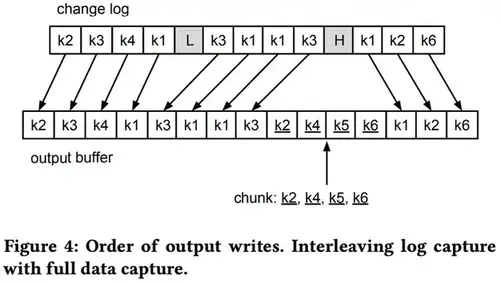 change log
k2 k3 k4 k1 L k3 k1 k1 k3 H k1 k2 k6
k2 k3 k4 k1 k3 k1 k1 k3 k2 k4 k5 k6 k1 k2 k6
output buffer
chunk: k2, k4, k5, k6
Figure 4: Order of output writes. Interleaving log capture
with full data capture.